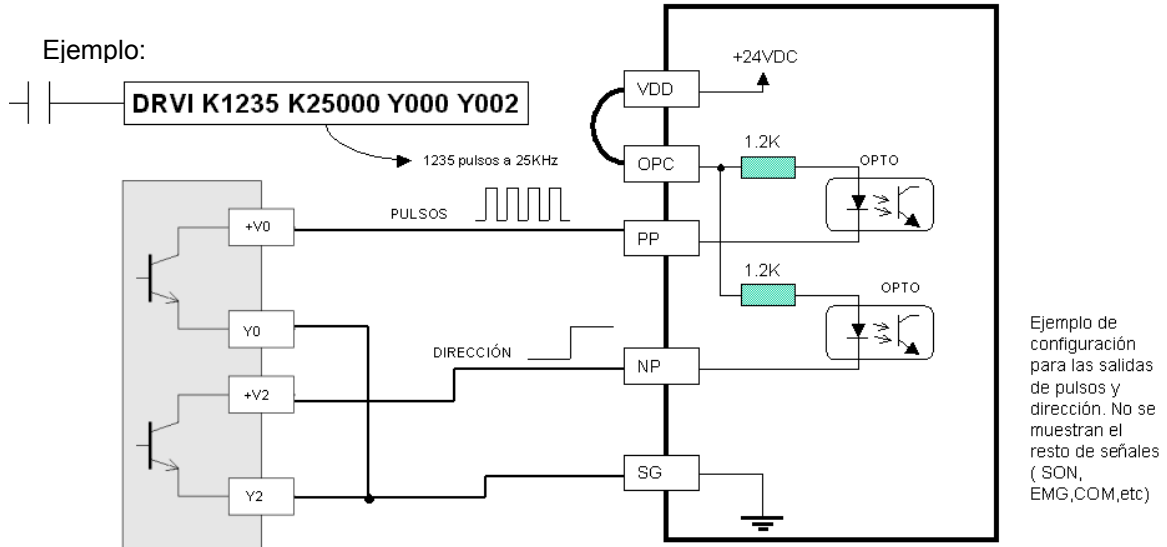 Ejemplo:
DRVI K1235 K25000 Y000 Y002
1235 pulsos a 25KHz
+24VDC
VDD
OPC
1.2K
OPTO
PULSOS
+V0
PP
1.2K
OPTO
Y0
DIRECCIÓN
NP
+V2
SG
Y2
Ejemplo de
configuración
para las salidas
de pulsos y
dirección. No se
muestran el
resto de señales
( SON,
EMG,COM,etc)